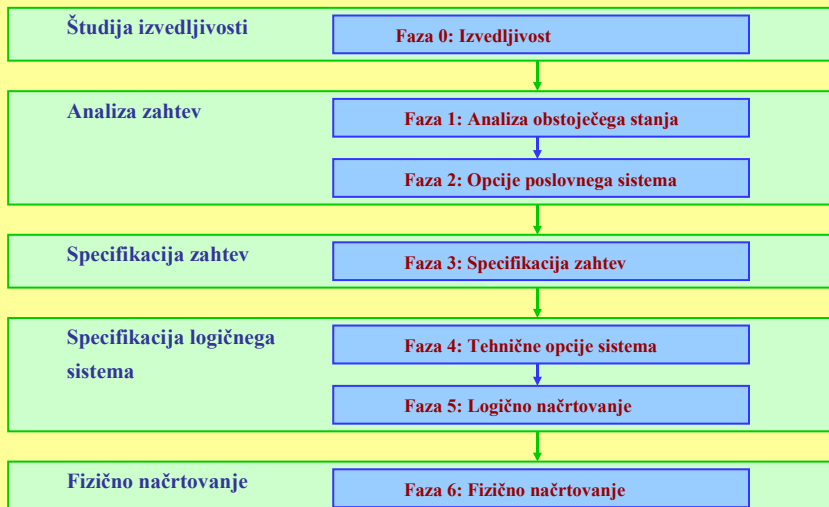 Študija izvedljivosti
Faza 0: Izvedljivost
Analiza zahtev
Faza 1: Analiza obstoječega stanja
Faza 2: Opcije poslovnega sistema
Specifikacija zahtev
Faza 3: Specifikacija zahtev
Specifikacija logičnega
sistema
Faza 4: Tehnične opcije sistema
Faza 5: Logično načrtovanje
Fizično načrtovanje
Faza 6: Fizično načrtovanje